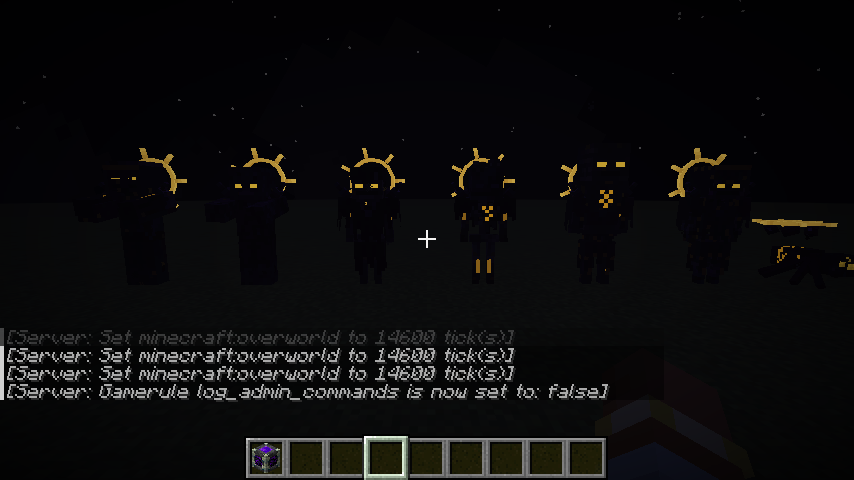 [Server: Set minecraft:overworld to 14600 tick(s)]
[Server: Set minecraft:overworld to 14600 tick(s)]
[Server: Set minecraft:overworld to 14600 tick(s)]
[Server: Gamerule log_admin_commands is now set to: false]